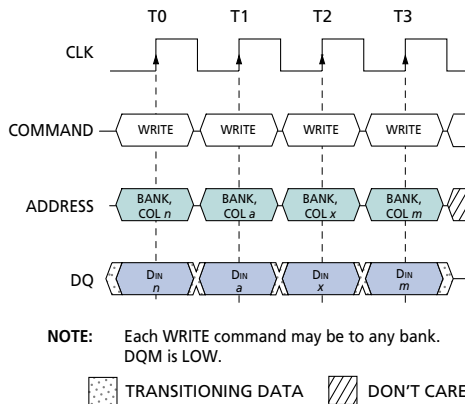 T0 T1 T2 T3
CLK
COMMAND WRITE WRITE WRITE WRITE
ADDRESS BANK, COL n BANK, COL a BANK, COL x BANK, COL m
DQ DIN n DIN a DIN x DIN m
NOTE: Each WRITE command may be to any bank.
DQM is LOW.
TRANSITIONING DATA DON'T CARE